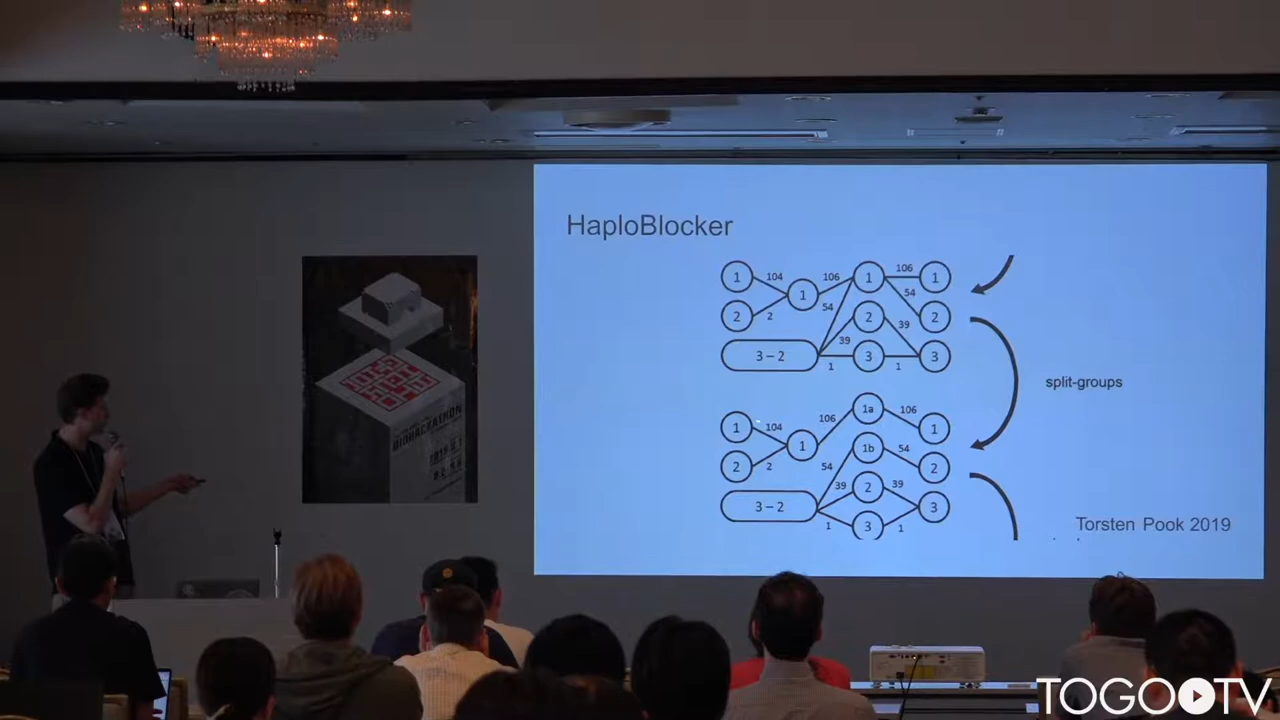 HaploBlocker
1 104 106 1 106 1
1 54 54
2 2 2 39 2
3 – 2 39 3 3
1 1
split-groups
106 1a 106
1 104 1
1 1b 54
2 2 54 2
39 2 39
3 – 2 3
1 3 1
Torsten Pook 2019
BIOHACKATHON
TOGO TV